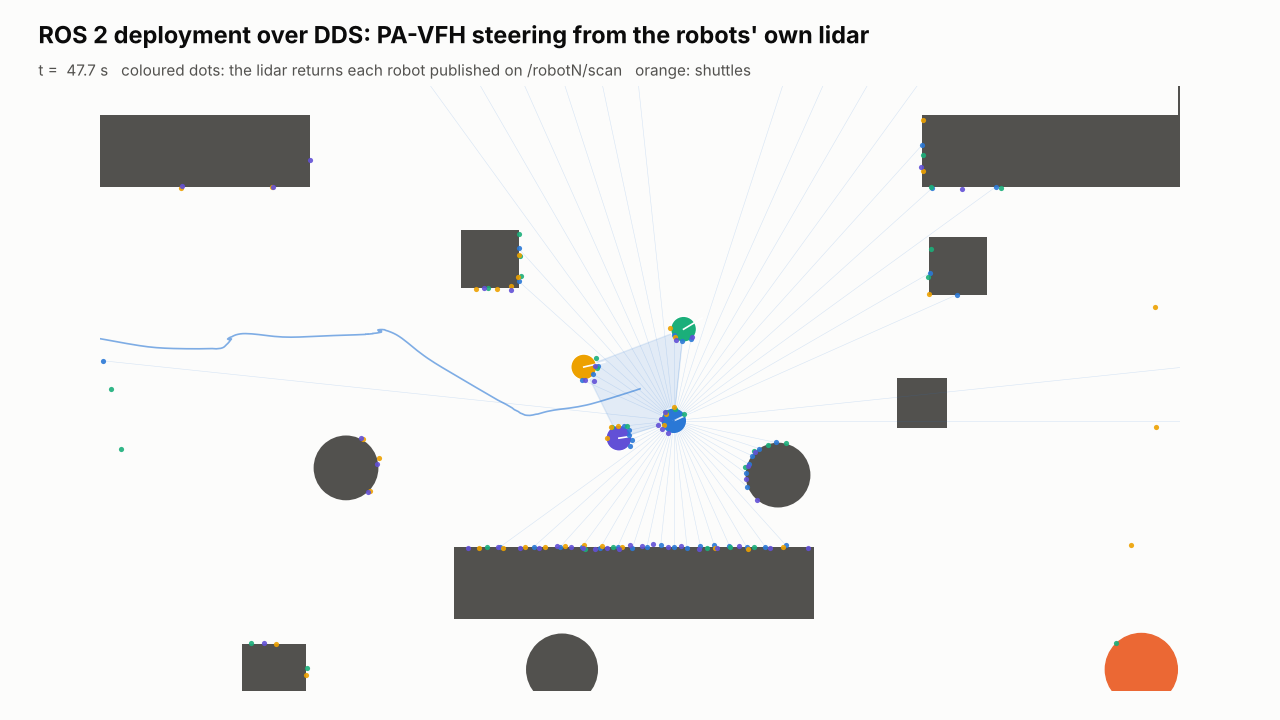 ROS 2 deployment over DDS: PA-VFH steering from the robots' own lidar
t =  47.7 s   coloured dots: the lidar returns each robot published on /robotN/scan   orange: shuttles